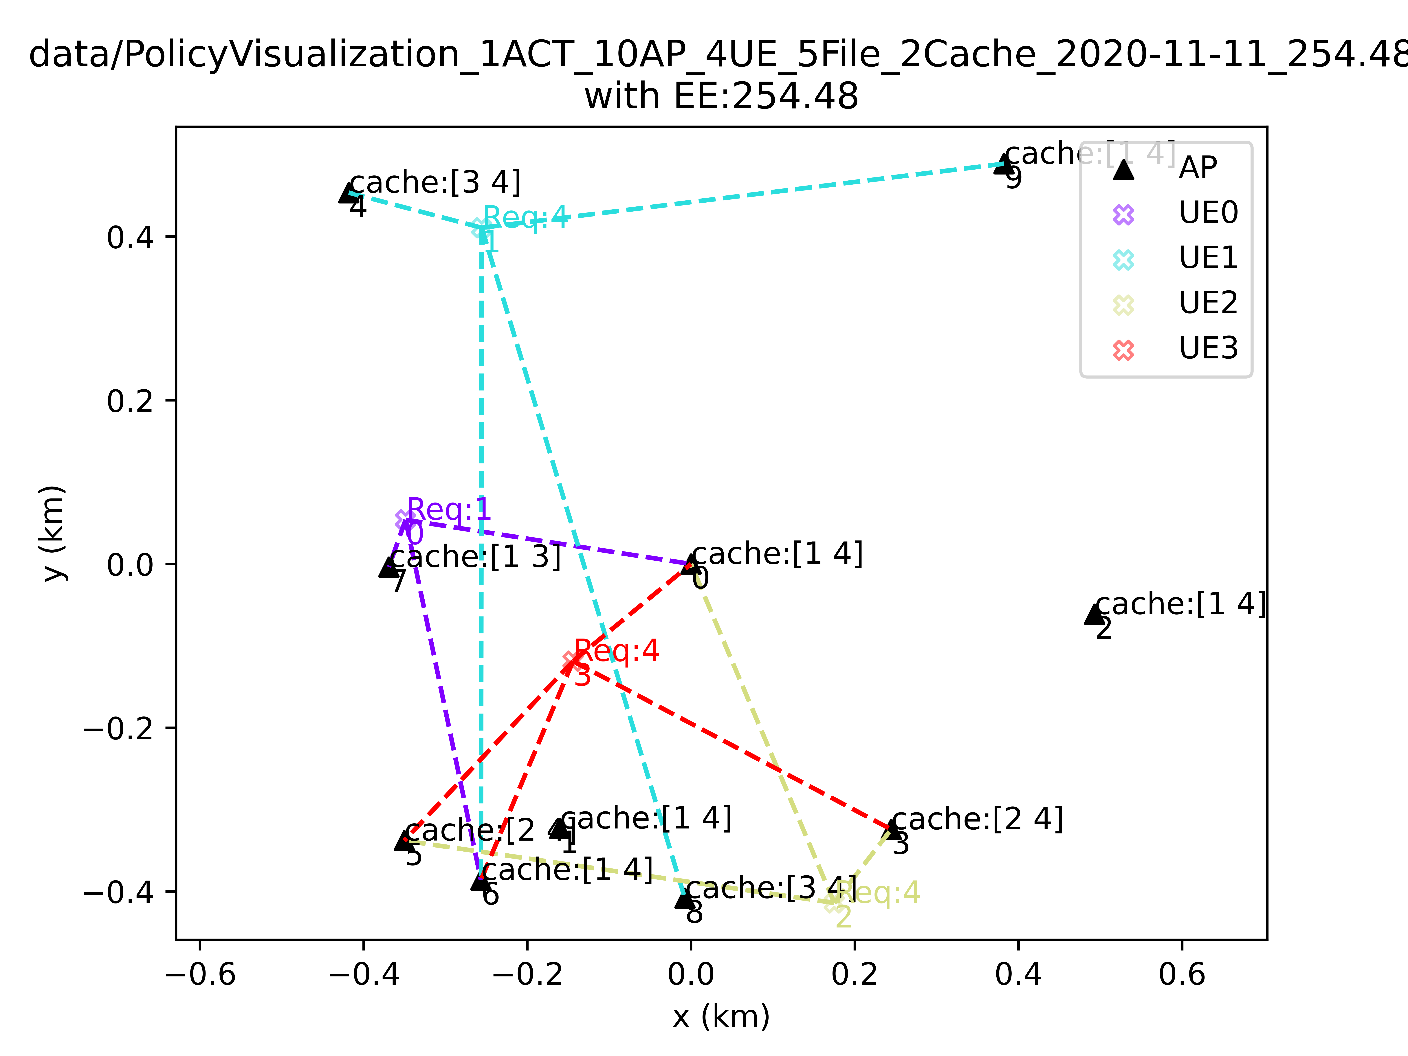 data/PolicyVisualization_1ACT_10AP_4UE_5File_2Cache_2020-11-11_254.48
with EE:254.48
cache:[1 4]
9
AP
UE0
UE1
UE2
UE3
cache:[3 4]
4
Req:4
1
0.4
0.2
Req:1
0
cache:[1 3]
7
cache:[1 4]
0
0.0
cache:[1 4]
2
Req:4
3
−0.2
cache:[2 4]
5
cache:[1 4]
1
cache:[2 4]
3
cache:[1 4]
6
cache:[3 4]
8
Req:4
2
−0.4
y (km)
−0.6
−0.4
−0.2
0.0
0.2
0.4
0.6
x (km)